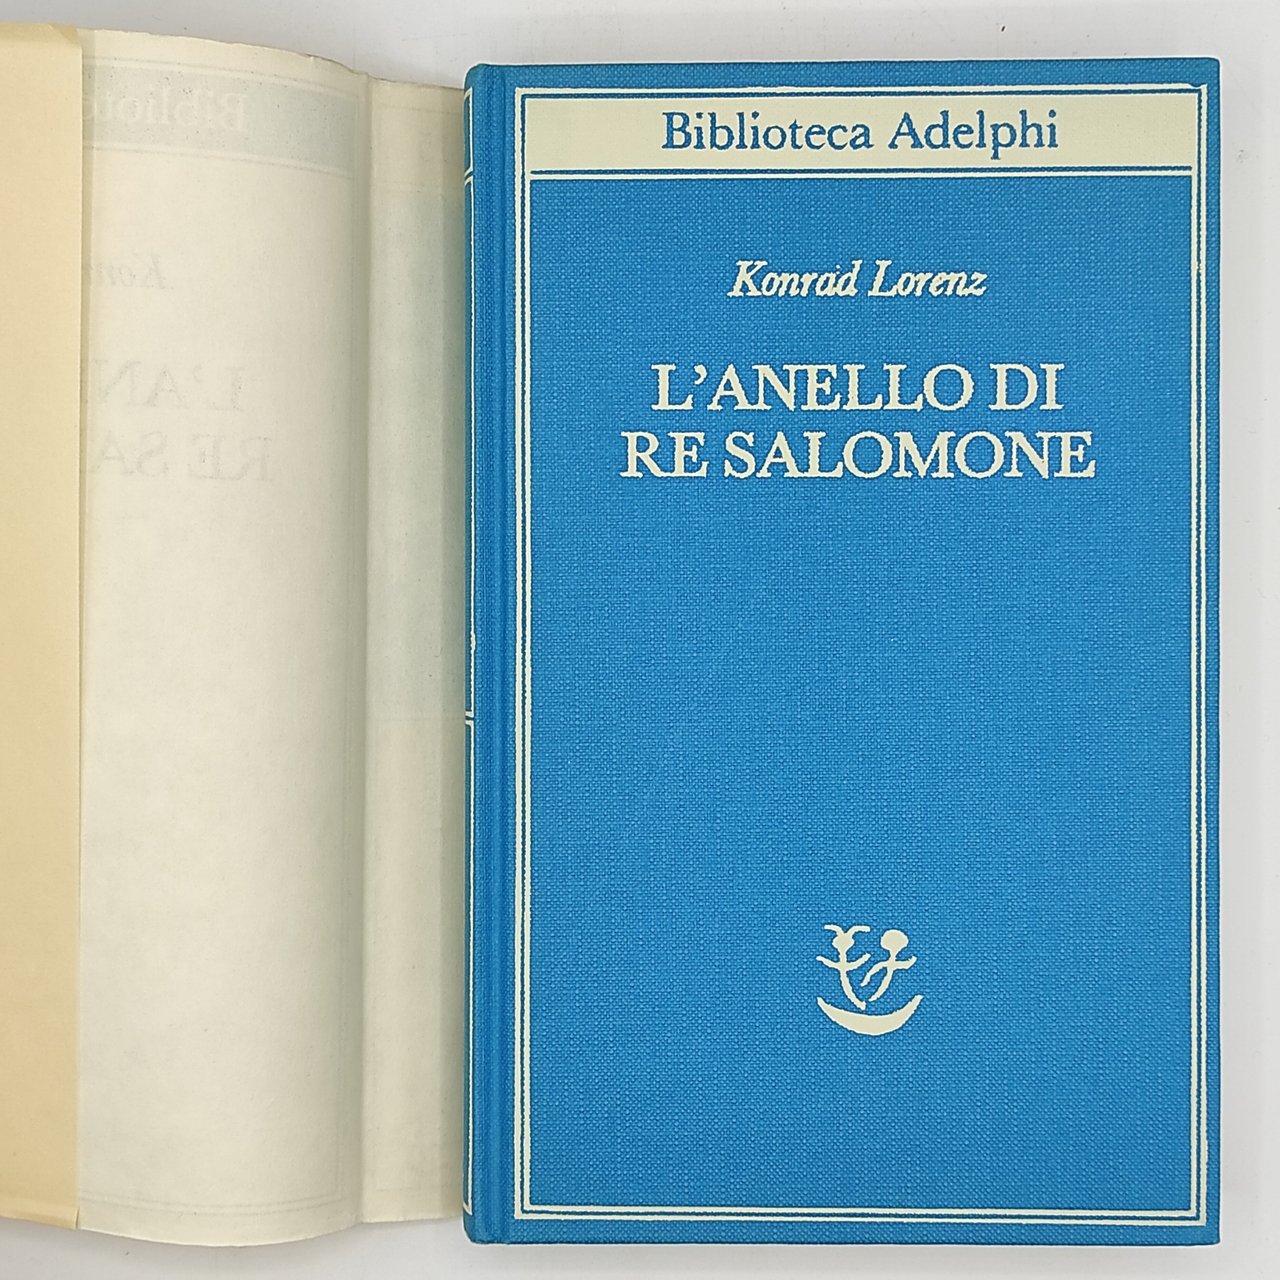 Biblioteca Adelphi
Konrad Lorenz
L'ANELLO DI
RE SALOMONE